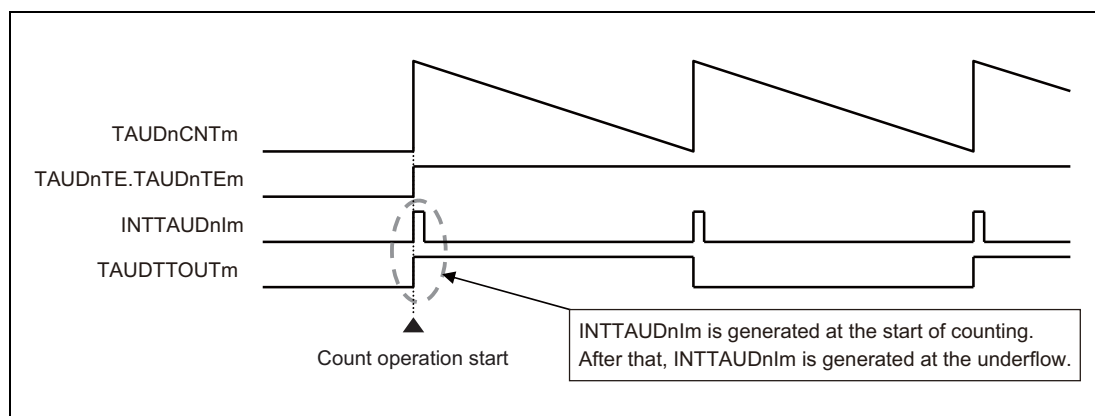 TAUDnCNTm
TAUDnTE.TAUDnTEm
INTTAUDnIm
TAUDTTOUTm
Count operation start
INTTAUDnIm is generated at the start of counting.
After that, INTTAUDnIm is generated at the underflow.